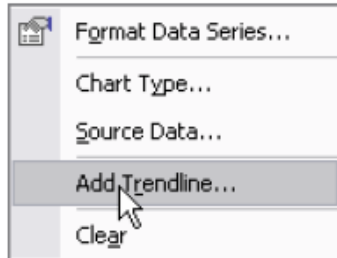 Format Data Series...
Chart Type...
Source Data...
Add Trendline...
Clear